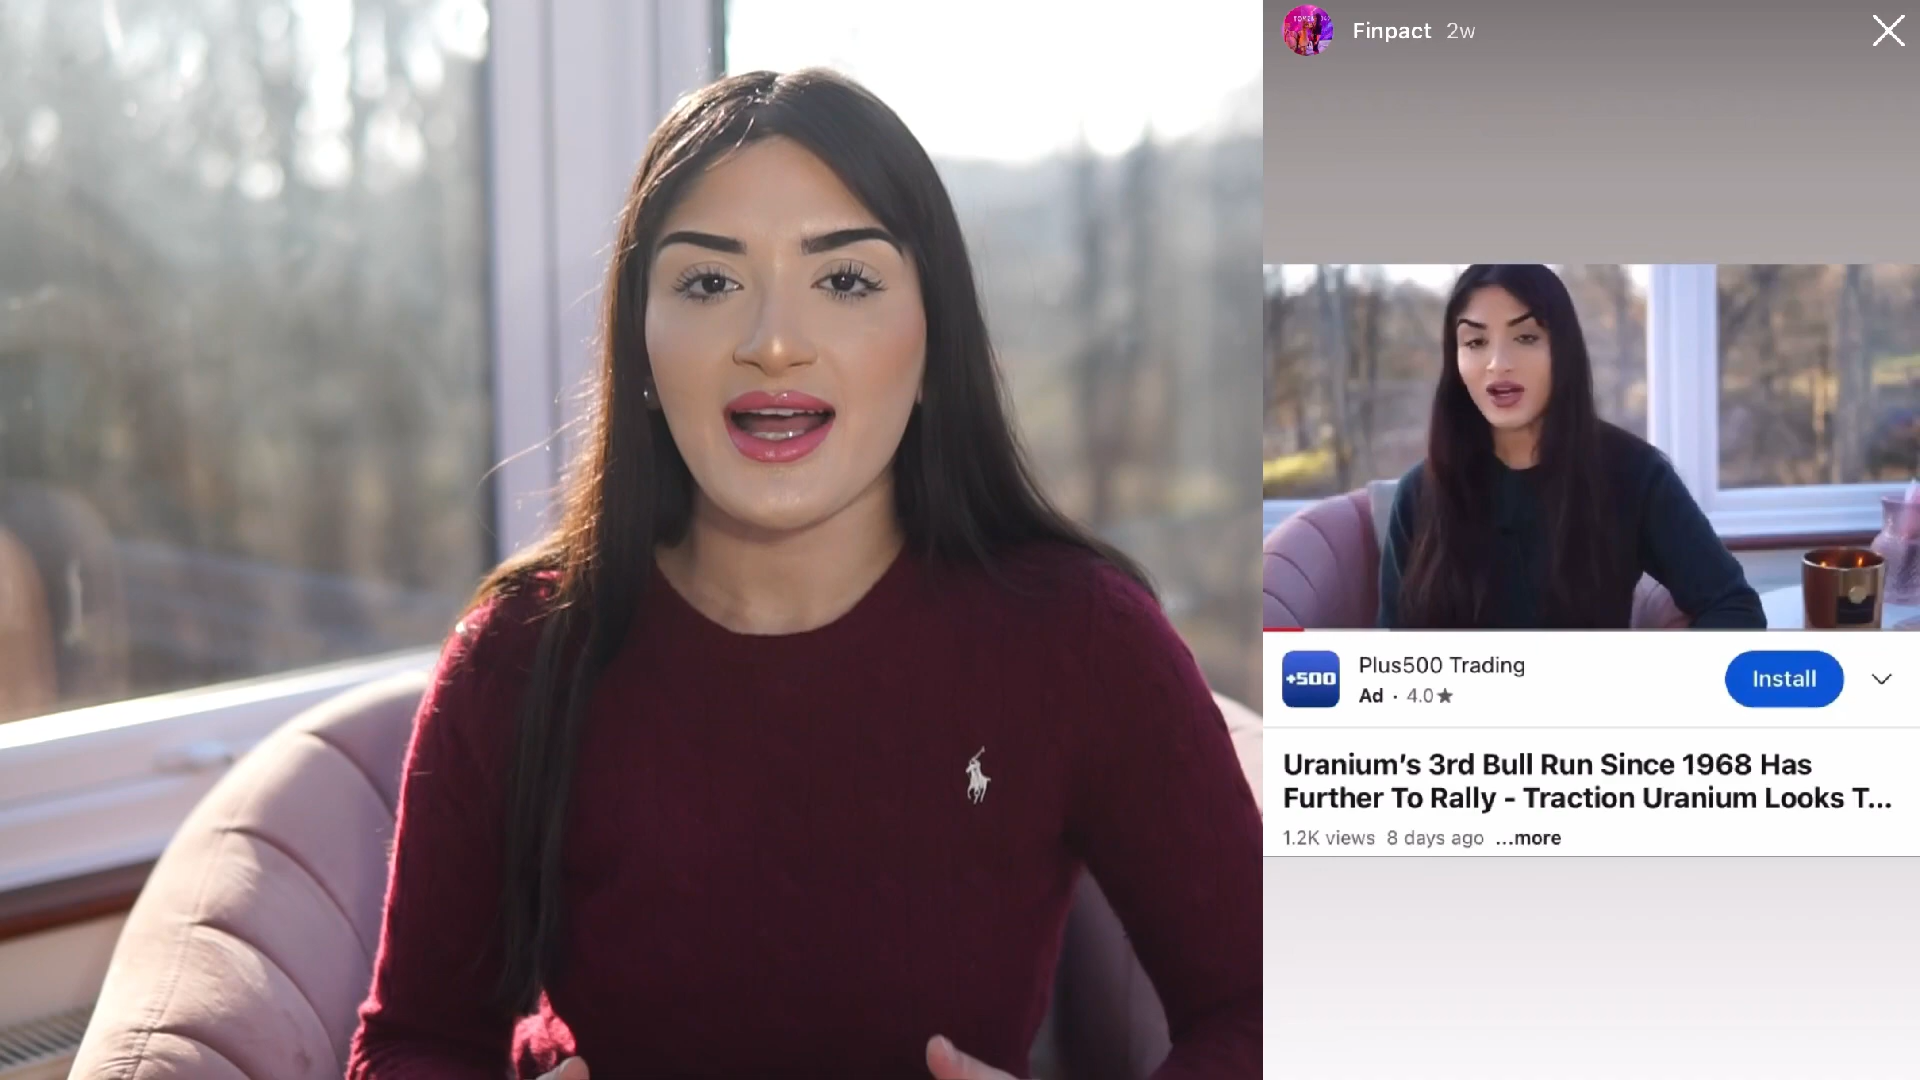 Finpact 2w
+500
Plus500 Trading
Install
Ad · 4.0★
Uranium's 3rd Bull Run Since 1968 Has
Further To Rally - Traction Uranium Looks T...
1.2K views 8 days ago ...more